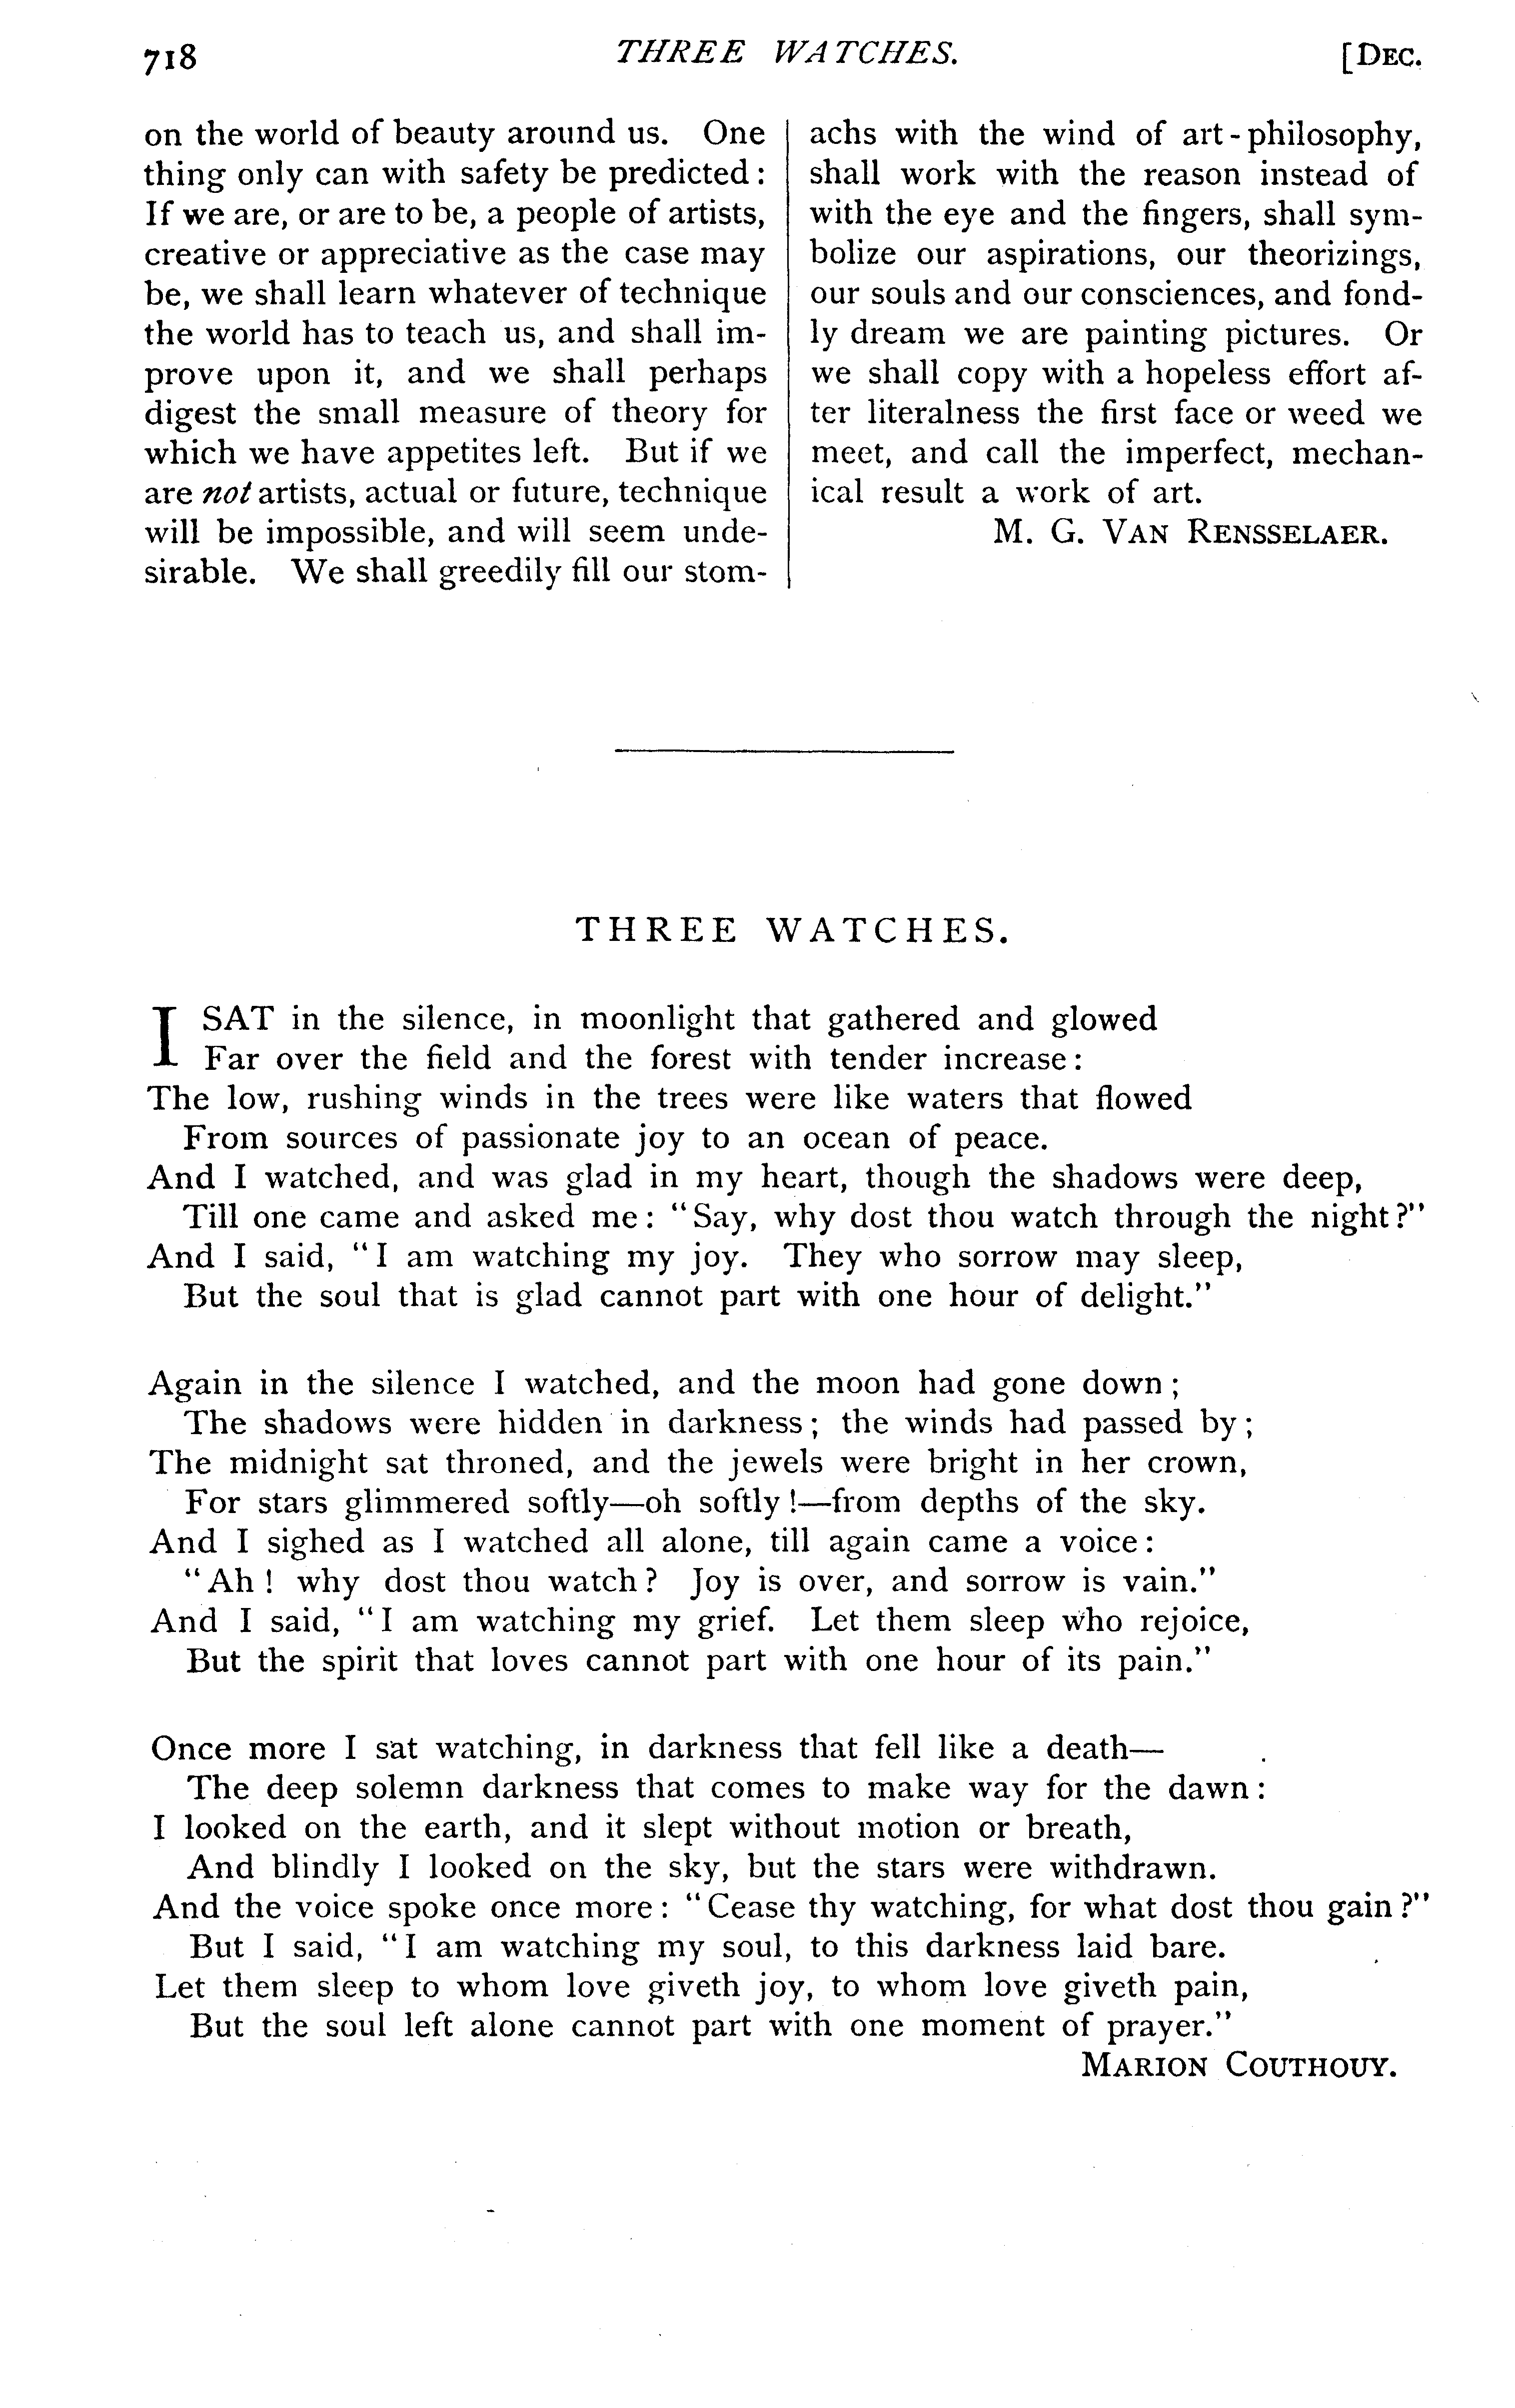 718 THREE WATCHES. [DEC.
on the world of beauty around us. One
thing only can with safety be predicted:
If we are, or are to be, a people of artists,
creative or appreciative as the case may
be, we shall learn whatever of technique
the world has to teach us, and shall im-
prove upon it, and we shall perhaps
digest the small measure of theory for
which we have appetites left. But if we
are not artists, actual or future, technique
will be impossible, and will seem unde-
sirable. We shall greedily fill our stom-
achs with the wind of art-philosophy,
shall work with the reason instead of
with the eye and the fingers, shall sym-
bolize our aspirations, our theorizings,
our souls and our consciences, and fond-
ly dream we are painting pictures. Or
we shall copy with a hopeless effort af-
ter literalness the first face or weed we
meet, and call the imperfect, mechan-
ical result a work of art.
M. G. VAN RENSSELAER.
THREE WATCHES.
I SAT in the silence, in moonlight that gathered and glowed
Far over the field and the forest with tender increase:
The low, rushing winds in the trees were like waters that flowed
From sources of passionate joy to an ocean of peace.
And I watched, and was glad in my heart, though the shadows were deep,
Till one came and asked me: "Say, why dost thou watch through the night?"
And I said, "I am watching my joy. They who sorrow may sleep,
But the soul that is glad cannot part with one hour of delight."
Again in the silence I watched, and the moon had gone down;
The shadows were hidden in darkness; the winds had passed by;
The midnight sat throned, and the jewels were bright in her crown,
For stars glimmered softly—oh softly!—from depths of the sky.
And I sighed as I watched all alone, till again came a voice:
"Ah! why dost thou watch? Joy is over, and sorrow is vain."
And I said, "I am watching my grief. Let them sleep who rejoice,
But the spirit that loves cannot part with one hour of its pain."
Once more I sat watching, in darkness that fell like a death—
The deep solemn darkness that comes to make way for the dawn:
I looked on the earth, and it slept without motion or breath,
And blindly I looked on the sky, but the stars were withdrawn.
And the voice spoke once more: "Cease thy watching, for what dost thou gain?"
But I said, "I am watching my soul, to this darkness laid bare.
Let them sleep to whom love giveth joy, to whom love giveth pain,
But the soul left alone cannot part with one moment of prayer."
MARION COUTHOUY.